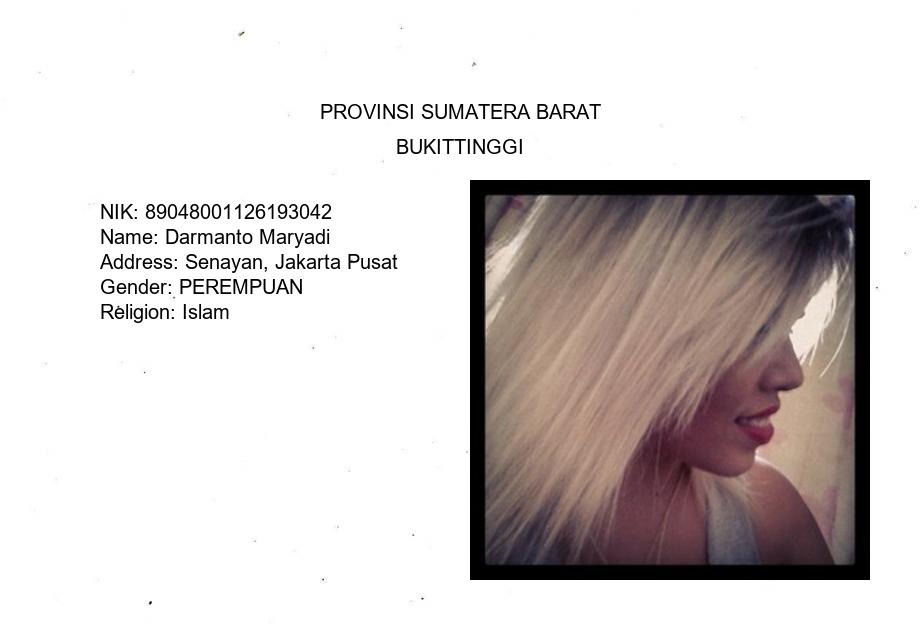 PROVINSI SUMATERA BARAT
BUKITTINGGI
NIK: 89048001126193042
Name: Darmanto Maryadi
Address: Senayan, Jakarta Pusat
Gender: PEREMPUAN
Religion: Islam